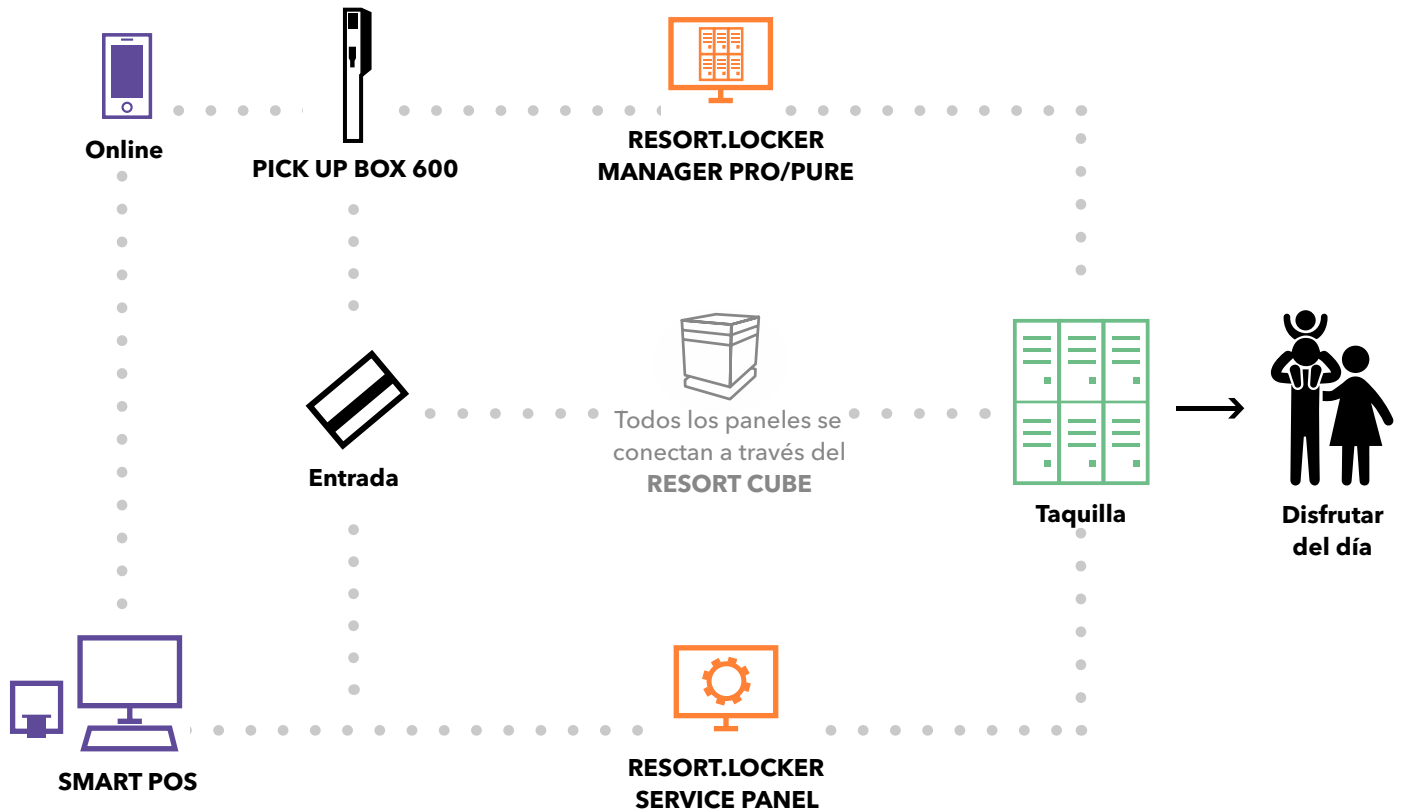 Online
PICK UP BOX 600
RESORT.LOCKER
MANAGER PRO/PURE
Entrada
Todos los paneles se
conectan a través del
RESORT CUBE
Taquilla
Disfrutar
del día
SMART POS
RESORT.LOCKER
SERVICE PANEL